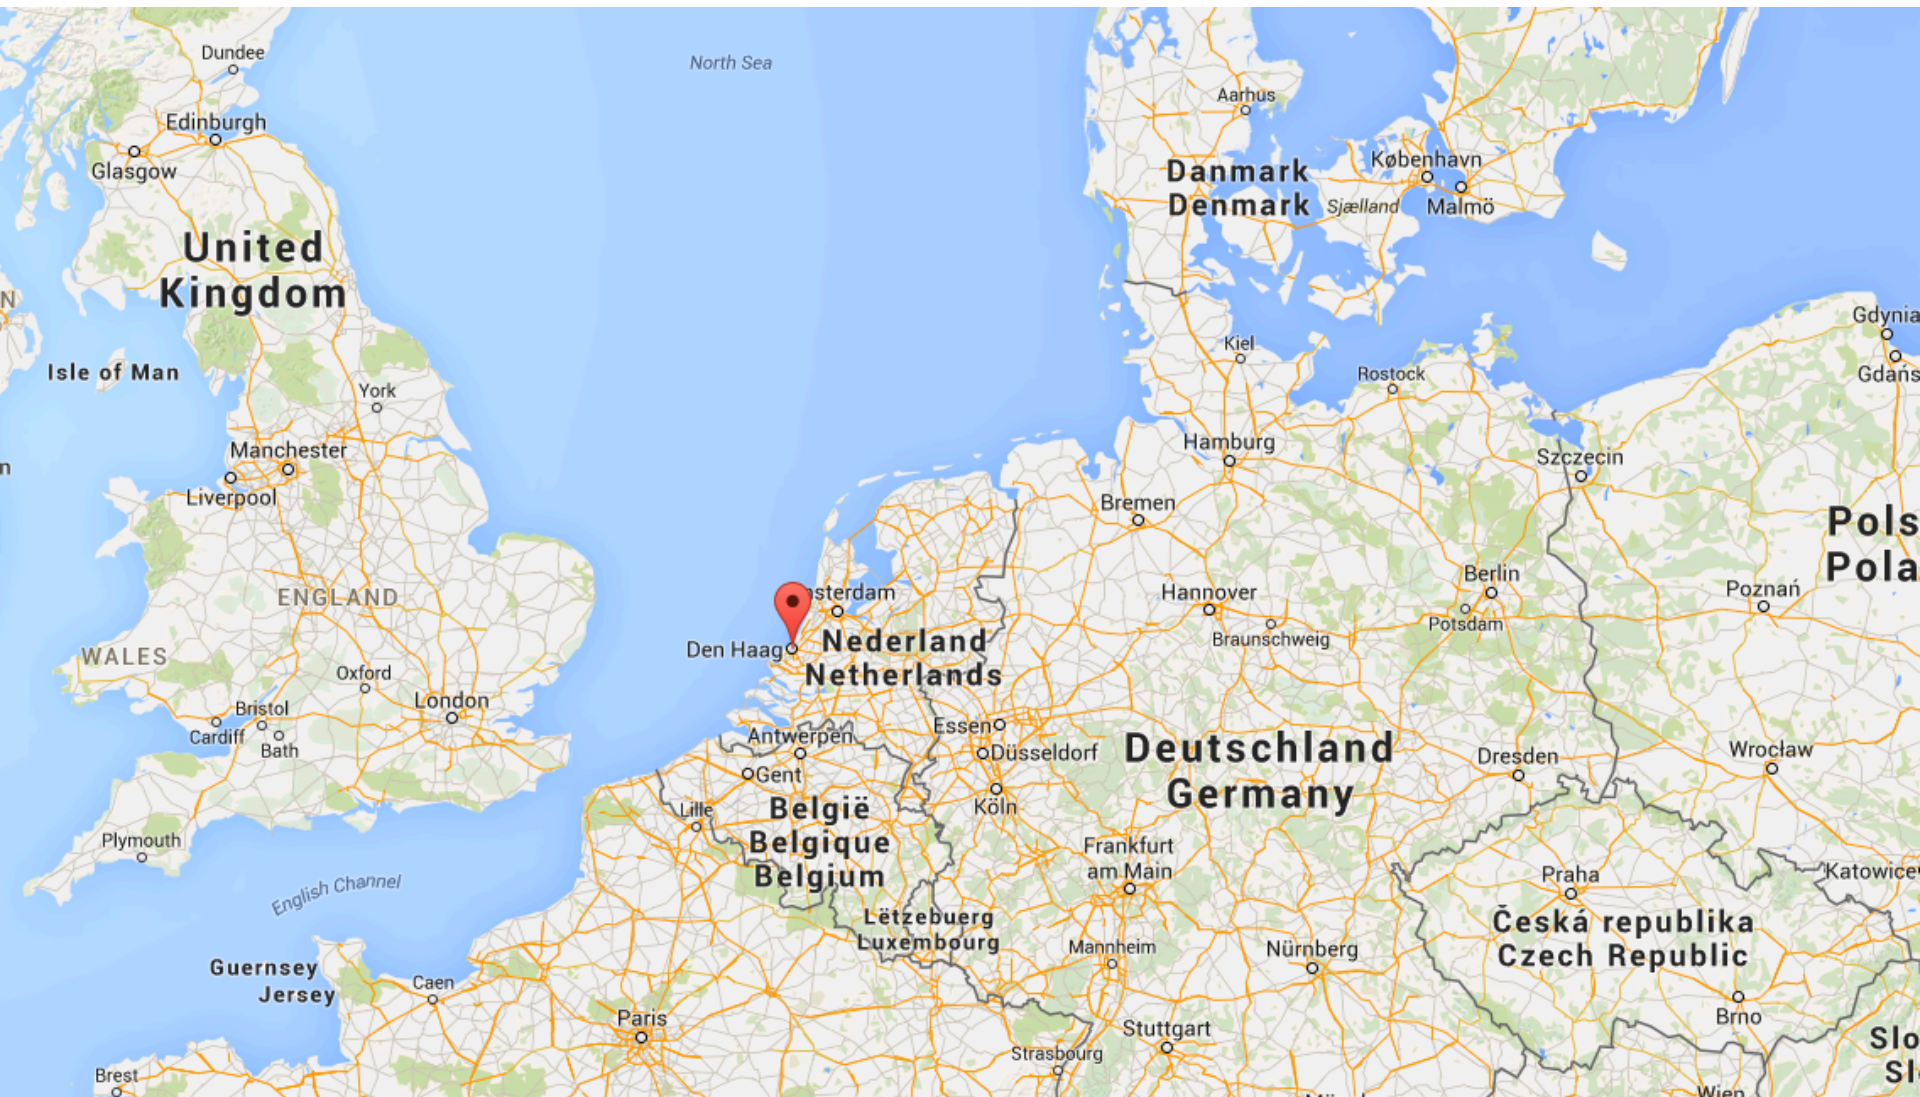 Dundee
North Sea
Edinburgh
Glasgow
Aarhus
Danmark
Denmark
København
Sjælland
Malmö
United
Kingdom
N
Isle of Man
York
Kiel
Rostock
Gdynia
Gdańs
Manchester
Liverpool
n
Hamburg
Bremen
Szczecin
Pols
Pola
ENGLAND
WALES
sterdam
Den Haag
Nederland
Netherlands
Hannover
Braunschweig
Berlin
Potsdam
Poznań
Oxford
London
Bristol
Cardiff
Bath
Antwerpen
Gent
Essen
Düsseldorf
Köln
Deutschland
Germany
Dresden
Wrocław
Lille
België
Belgique
Belgium
Plymouth
English Channel
Frankfurt
am Main
Praha
Katowice
Lëtzebuerg
Luxembourg
Česká republika
Czech Republic
Mannheim
Nürnberg
Guernsey
Jersey
Caen
Paris
Stuttgart
Strasbourg
Brno
Slo
Sl
Brest
Wien